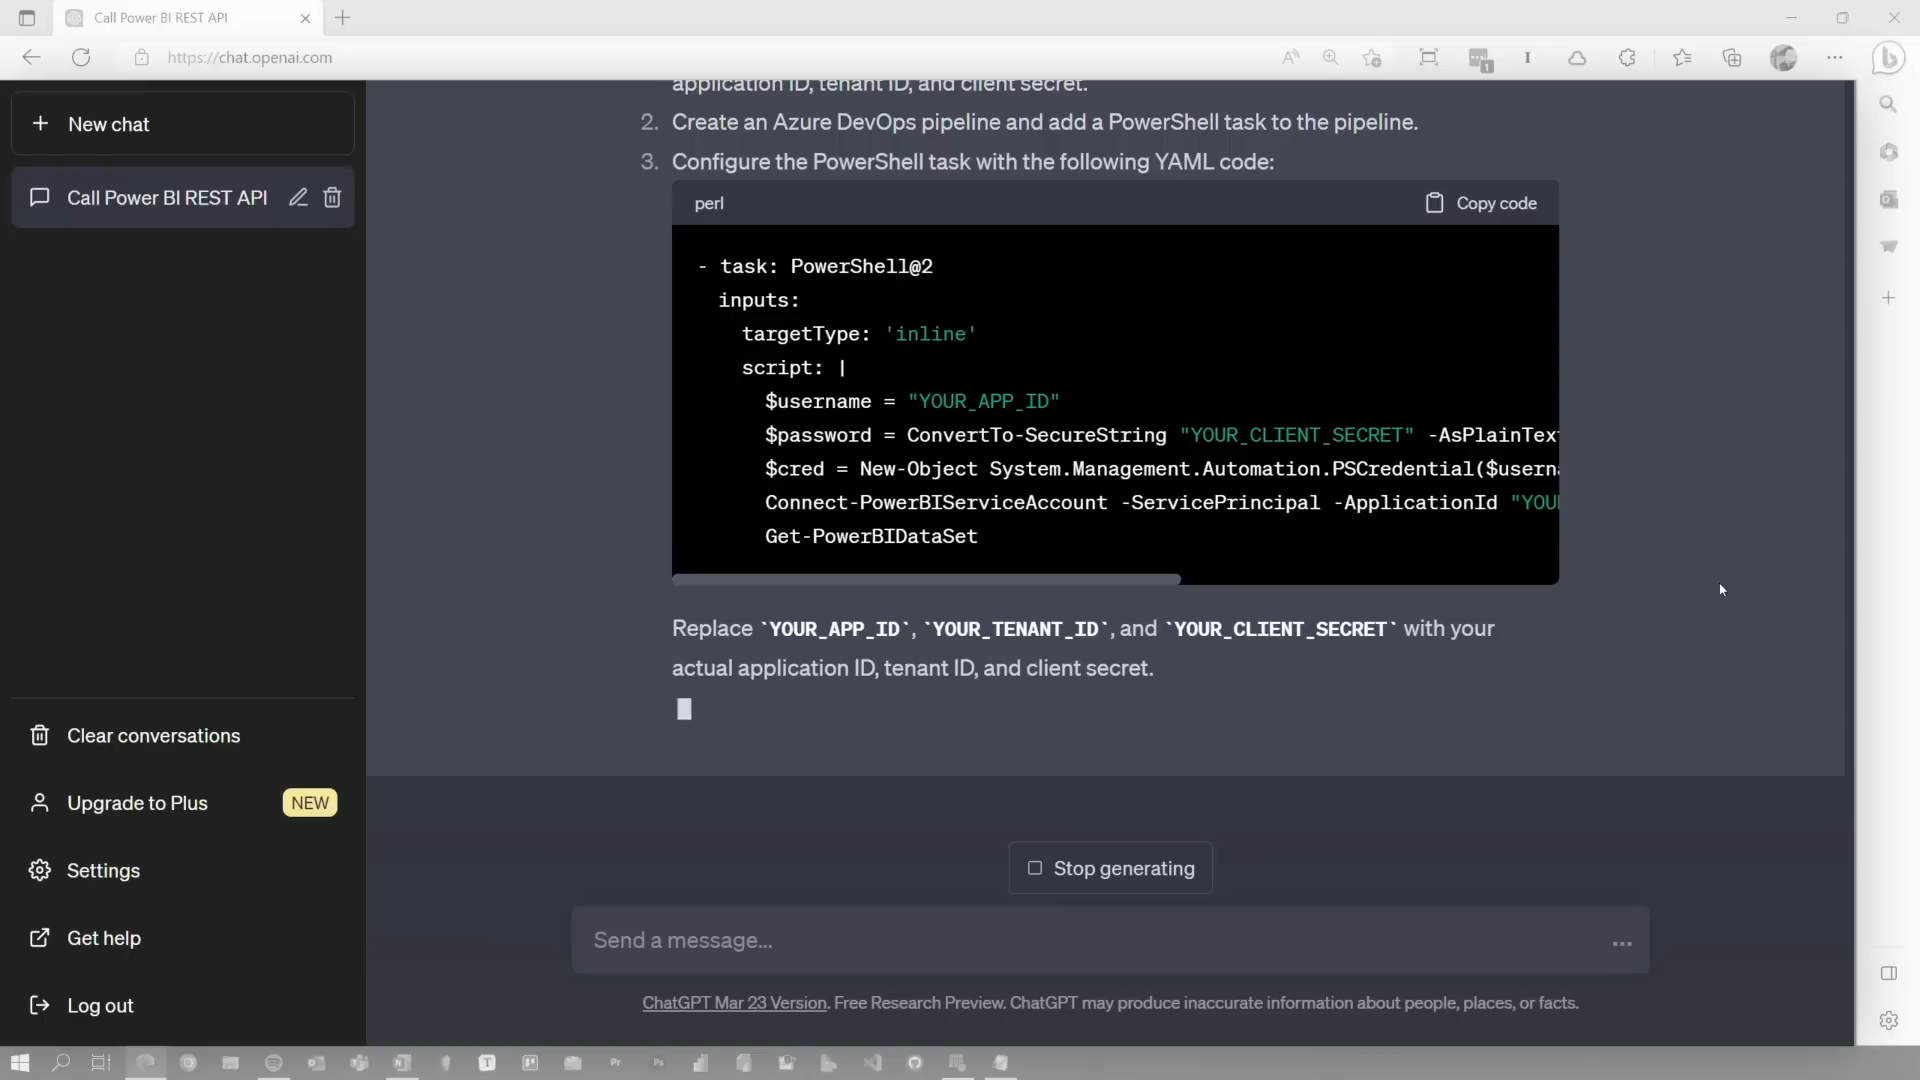 Call Power BI REST API
https://chat.openai.com
New chat
Call Power BI REST API
application ID, tenant ID, and client secret.
2. Create an Azure DevOps pipeline and add a PowerShell task to the pipeline.
3. Configure the PowerShell task with the following YAML code:
perl
Copy code
- task: PowerShell@2
inputs:
targetType: 'inline'
script: |
$username = "YOUR_APP_ID"
$password = ConvertTo-SecureString "YOUR_CLIENT_SECRET" -AsPlainText
$cred = New-Object System.Management.Automation.PSCredential($userna
Connect-PowerBIServiceAccount -ServicePrincipal -ApplicationId "YOU
Get-PowerBIDataSet
Replace `YOUR_APP_ID`, `YOUR_TENANT_ID`, and `YOUR_CLIENT_SECRET` with your
actual application ID, tenant ID, and client secret.
Clear conversations
Upgrade to Plus NEW
Settings
Get help
Log out
Stop generating
Send a message...
ChatGPT Mar 23 Version. Free Research Preview. ChatGPT may produce inaccurate information about people, places, or facts.